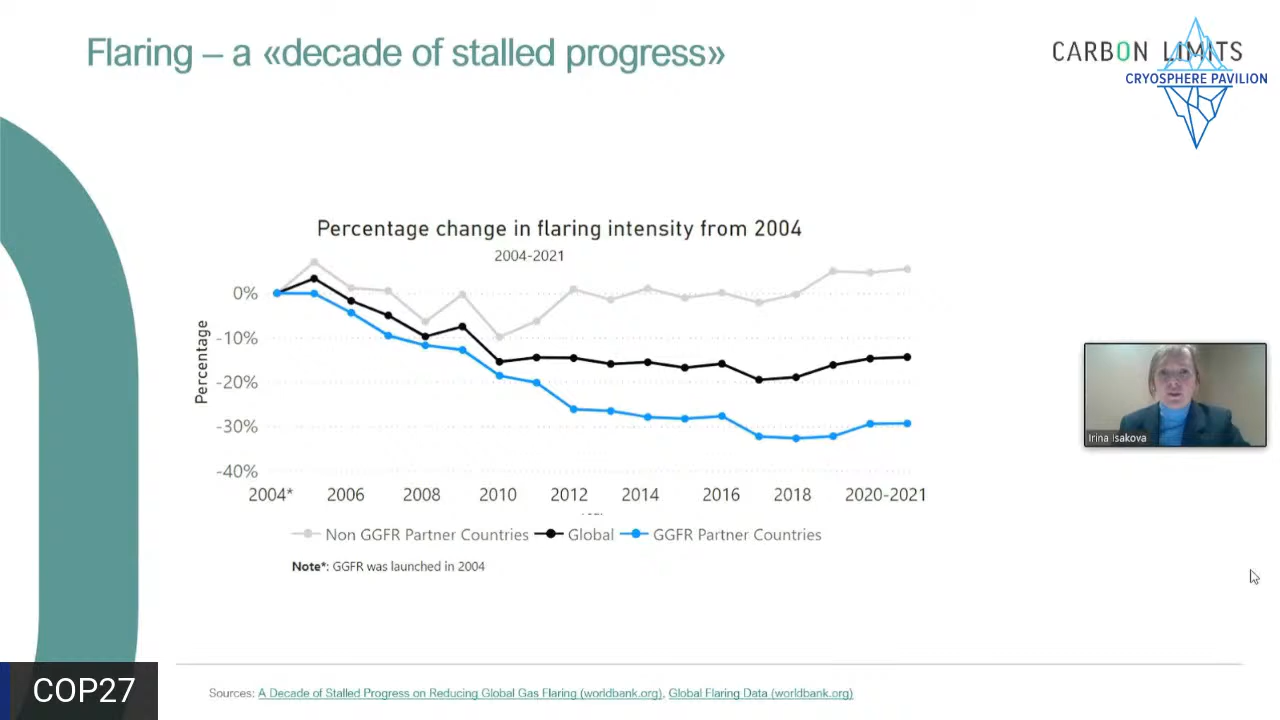 Flaring – a «decade of stalled progress»
CARBON LIMITS
CRYOSPHERE PAVILION
Percentage change in flaring intensity from 2004
2004-2021
0%
-10%
-20%
-30%
-40%
Percentage
2004* 2006 2008 2010 2012 2014 2016 2018 2020-2021
Non GGFR Partner Countries Global GGFR Partner Countries
Note*: GGFR was launched in 2004
Irina Isakova
COP27
Sources: A Decade of Stalled Progress on Reducing Global Gas Flaring (worldbank.org), Global Flaring Data (worldbank.org)